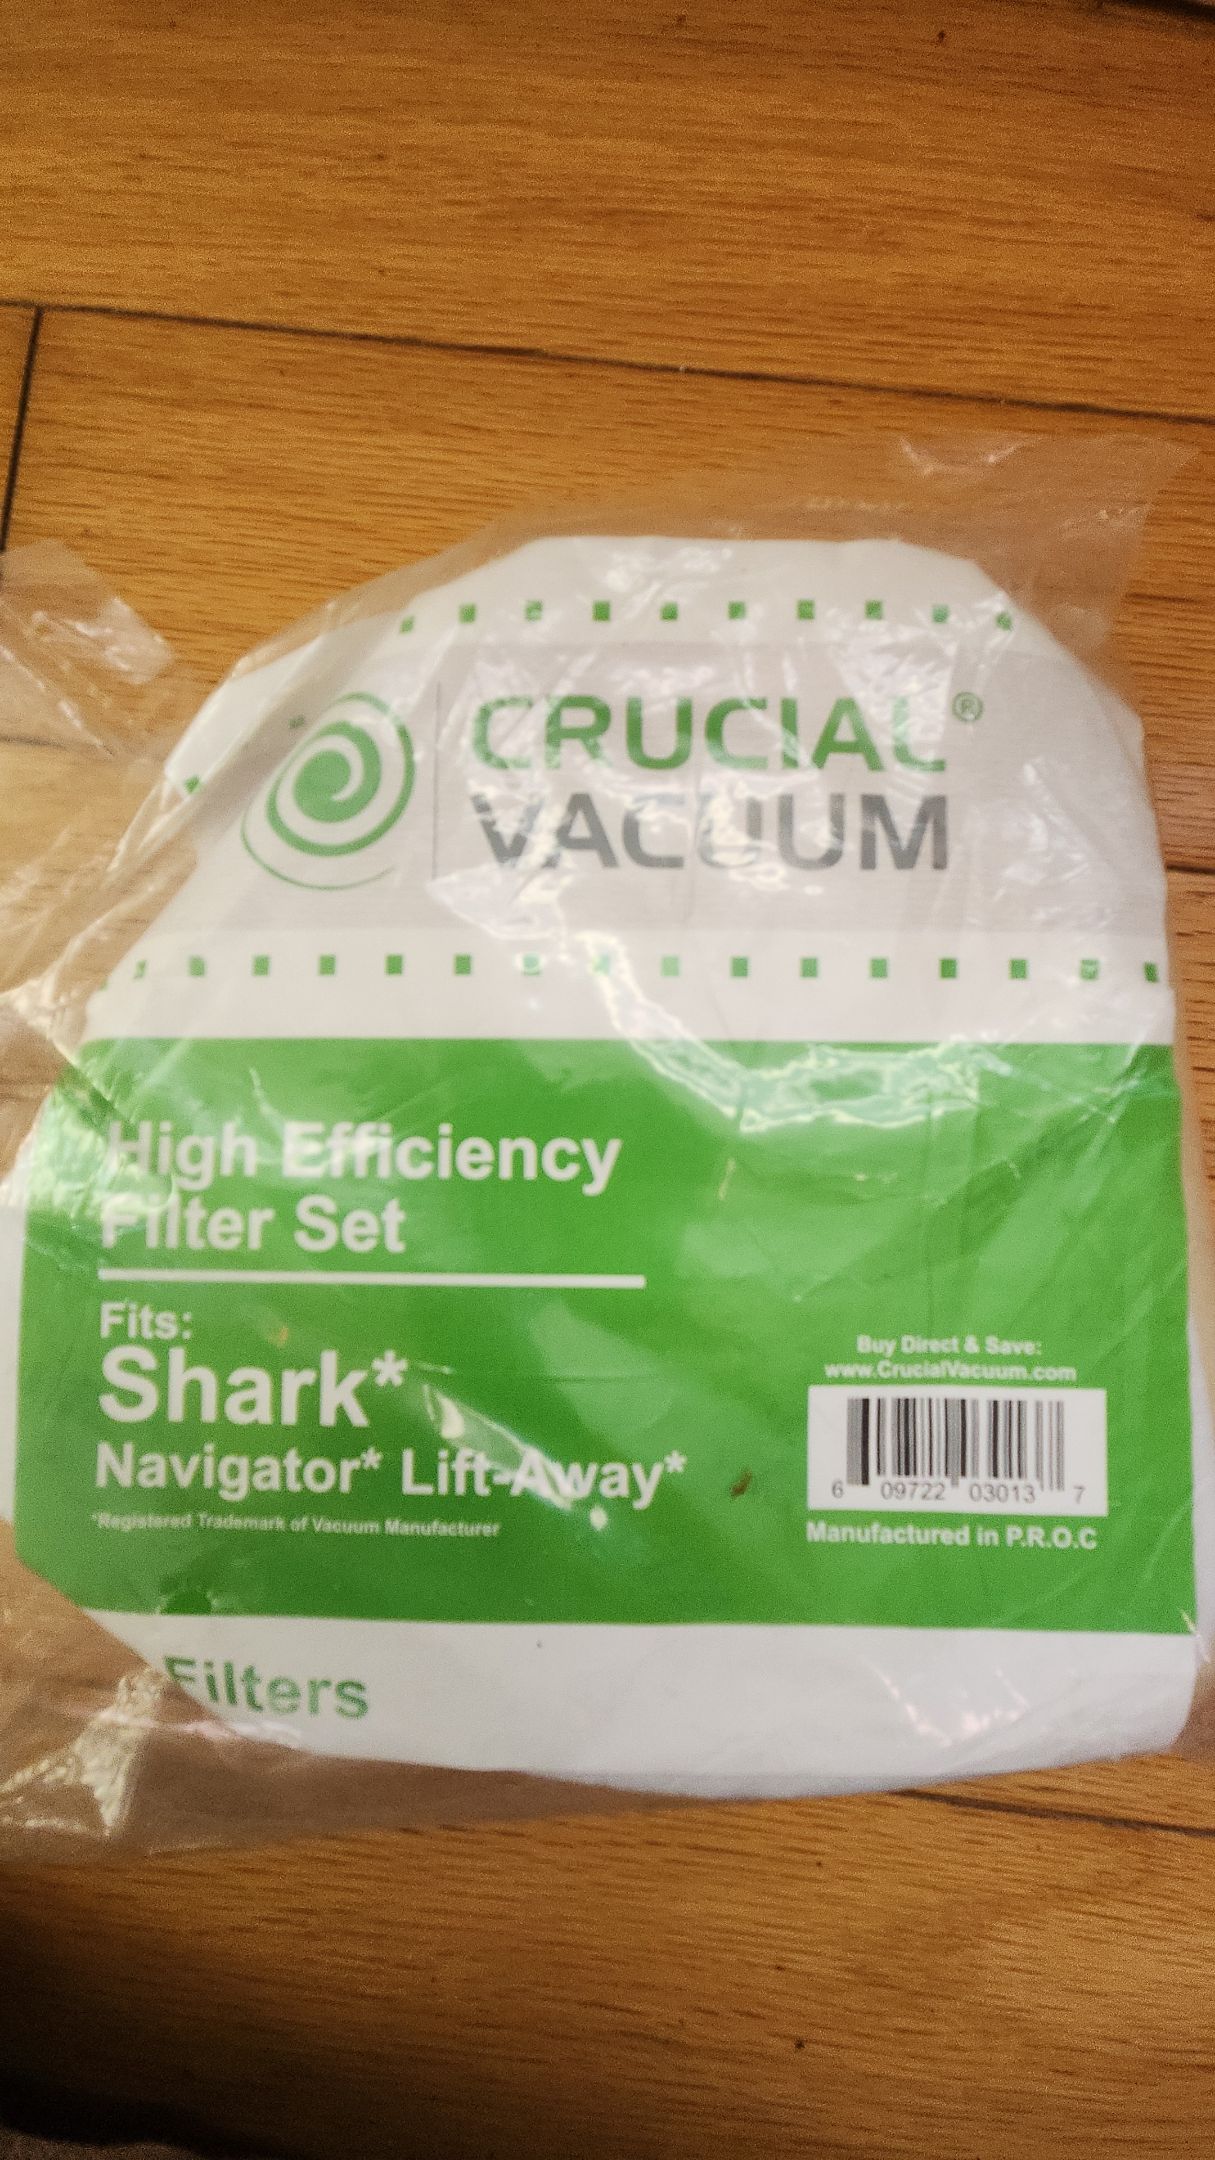 CRUCIAL®
VACUUM
High Efficiency
Filter Set
Fits:
Shark*
Navigator* Lift-Away*
*Registered Trademark of Vacuum Manufacturer
Buy Direct & Save:
www.CrucialVacuum.com
6 09722 03013 7
Manufactured in P.R.O.C
Filters